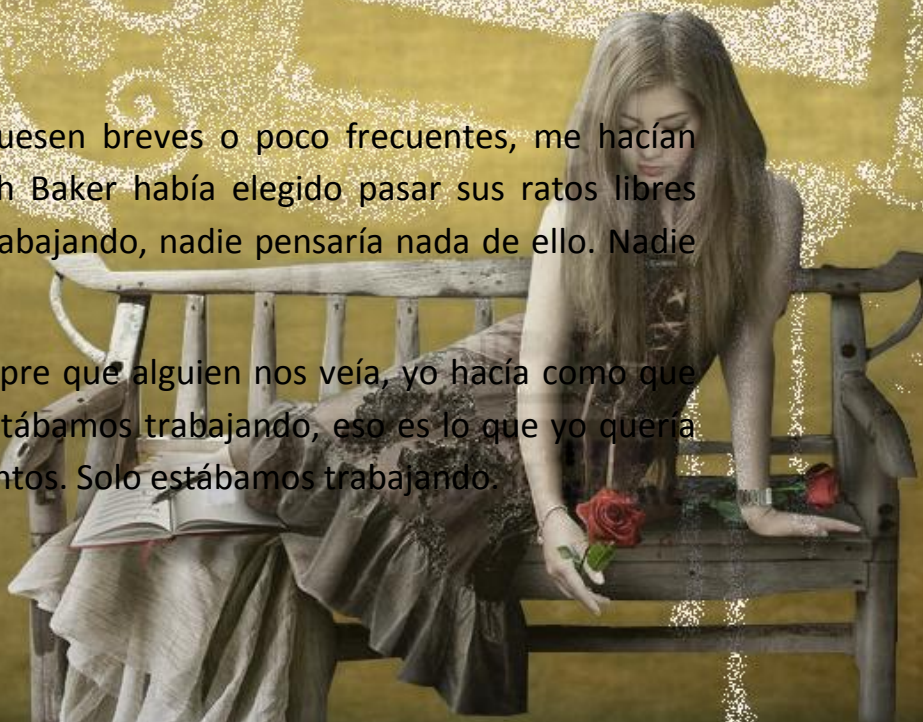 uesen breves o poco frecuentes, me hacían
h Baker había elegido pasar sus ratos libres
abajando, nadie pensaría nada de ello. Nadie
pre que alguien nos veía, yo hacía como que
tábamos trabajando, eso es lo que yo quería
ntos. Solo estábamos trabajando.